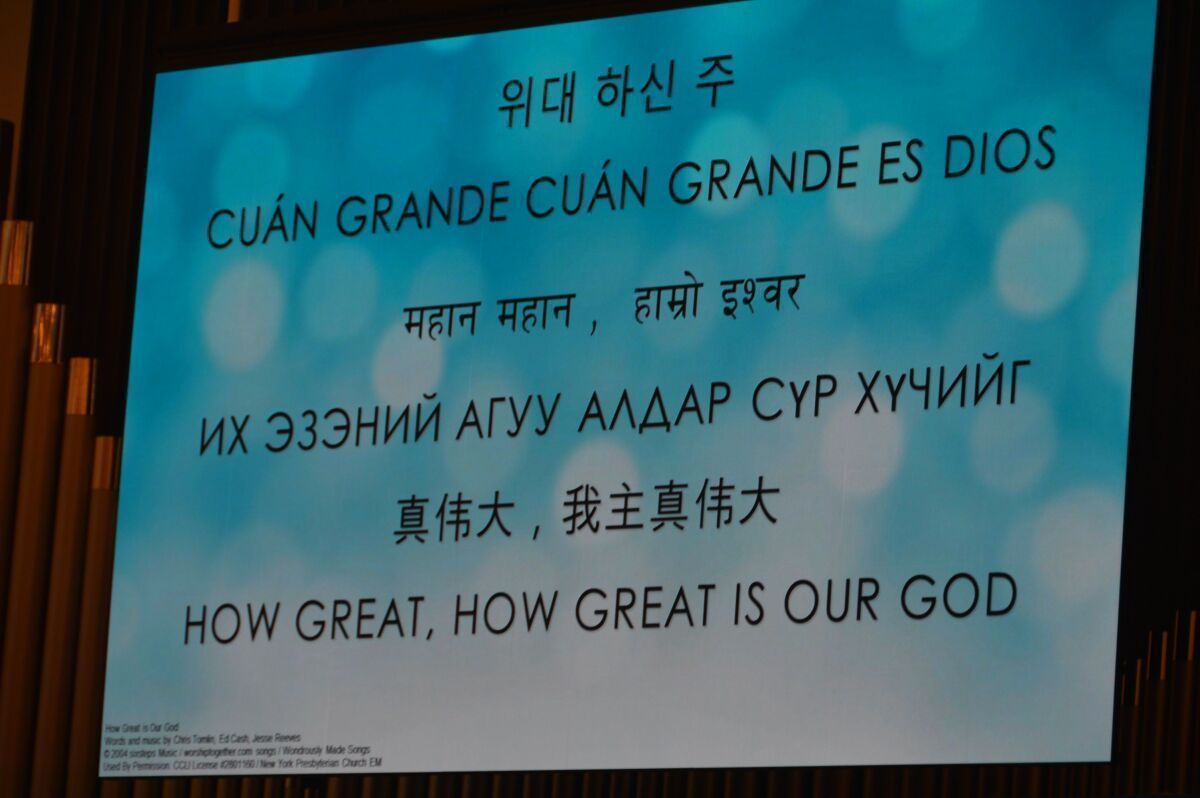 위대 하신 주
CUÁN GRANDE CUÁN GRANDE ES DIOS
महान महान , हाम्रो इश्वर
ИХ ЭЗЭНИЙ АГУУ АЛДАР СҮР ХҮЧИЙГ
真伟大，我主真伟大
HOW GREAT, HOW GREAT IS OUR GOD
How Great is Our God
Words and music by Chris Tomlin, Ed Cash, Jesse Reeves
© 2004 sixsteps Music / worshiptogether.com songs / Wondrously Made Songs
Used By Permission. CCLI License #2801160 / New York Presbyterian Church EM